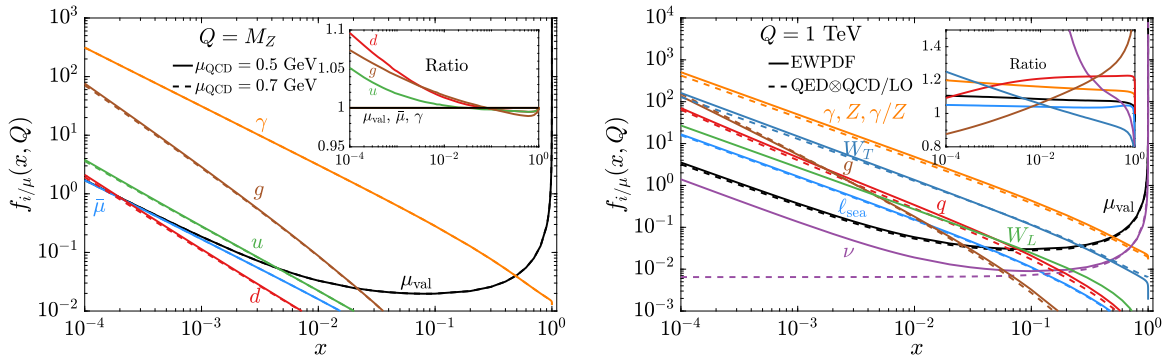 Q = M_Z
μ_QCD = 0.5 GeV
μ_QCD = 0.7 GeV
f_{i/μ}(x, Q)
10^3
10^2
10^1
10^0
10^{-1}
10^{-2}
10^{-4}
10^{-3}
10^{-2}
10^{-1}
10^0
x
γ
g
μ̄
u
d
μ_val
1.1
1.05
1
0.95
10^{-4}
10^{-2}
10^0
d
g
u
Ratio
μ_val, μ̄, γ
Q = 1 TeV
EWPDF
QED⊗QCD/LO
f_{i/μ}(x, Q)
10^4
10^3
10^2
10^1
10^0
10^{-1}
10^{-2}
10^{-3}
10^{-4}
10^{-3}
10^{-2}
10^{-1}
10^0
x
γ, Z, γ/Z
W_T
g
q
ℓ_sea
W_L
μ_val
ν
1.4
1.2
1.0
0.8
10^{-4}
10^{-2}
10^0
Ratio